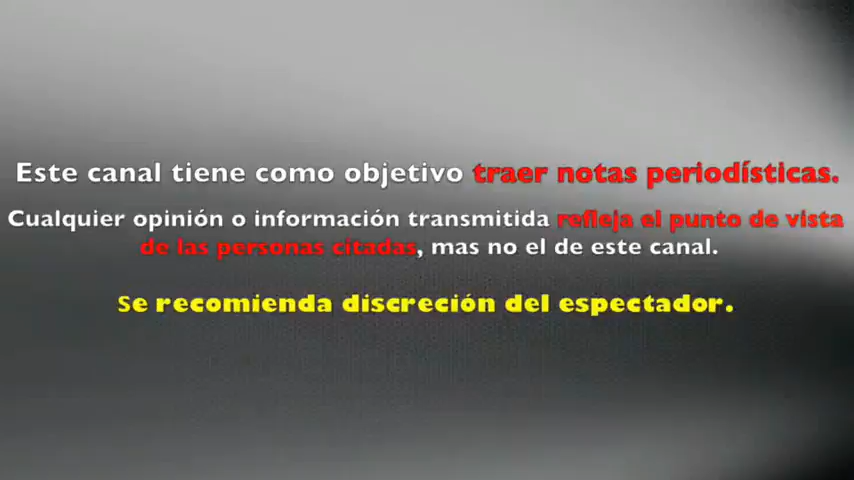 Este canal tiene como objetivo traer notas periodísticas.
Cualquier opinión o información transmitida refleja el punto de vista
de las personas citadas, mas no el de este canal.
Se recomienda discreción del espectador.